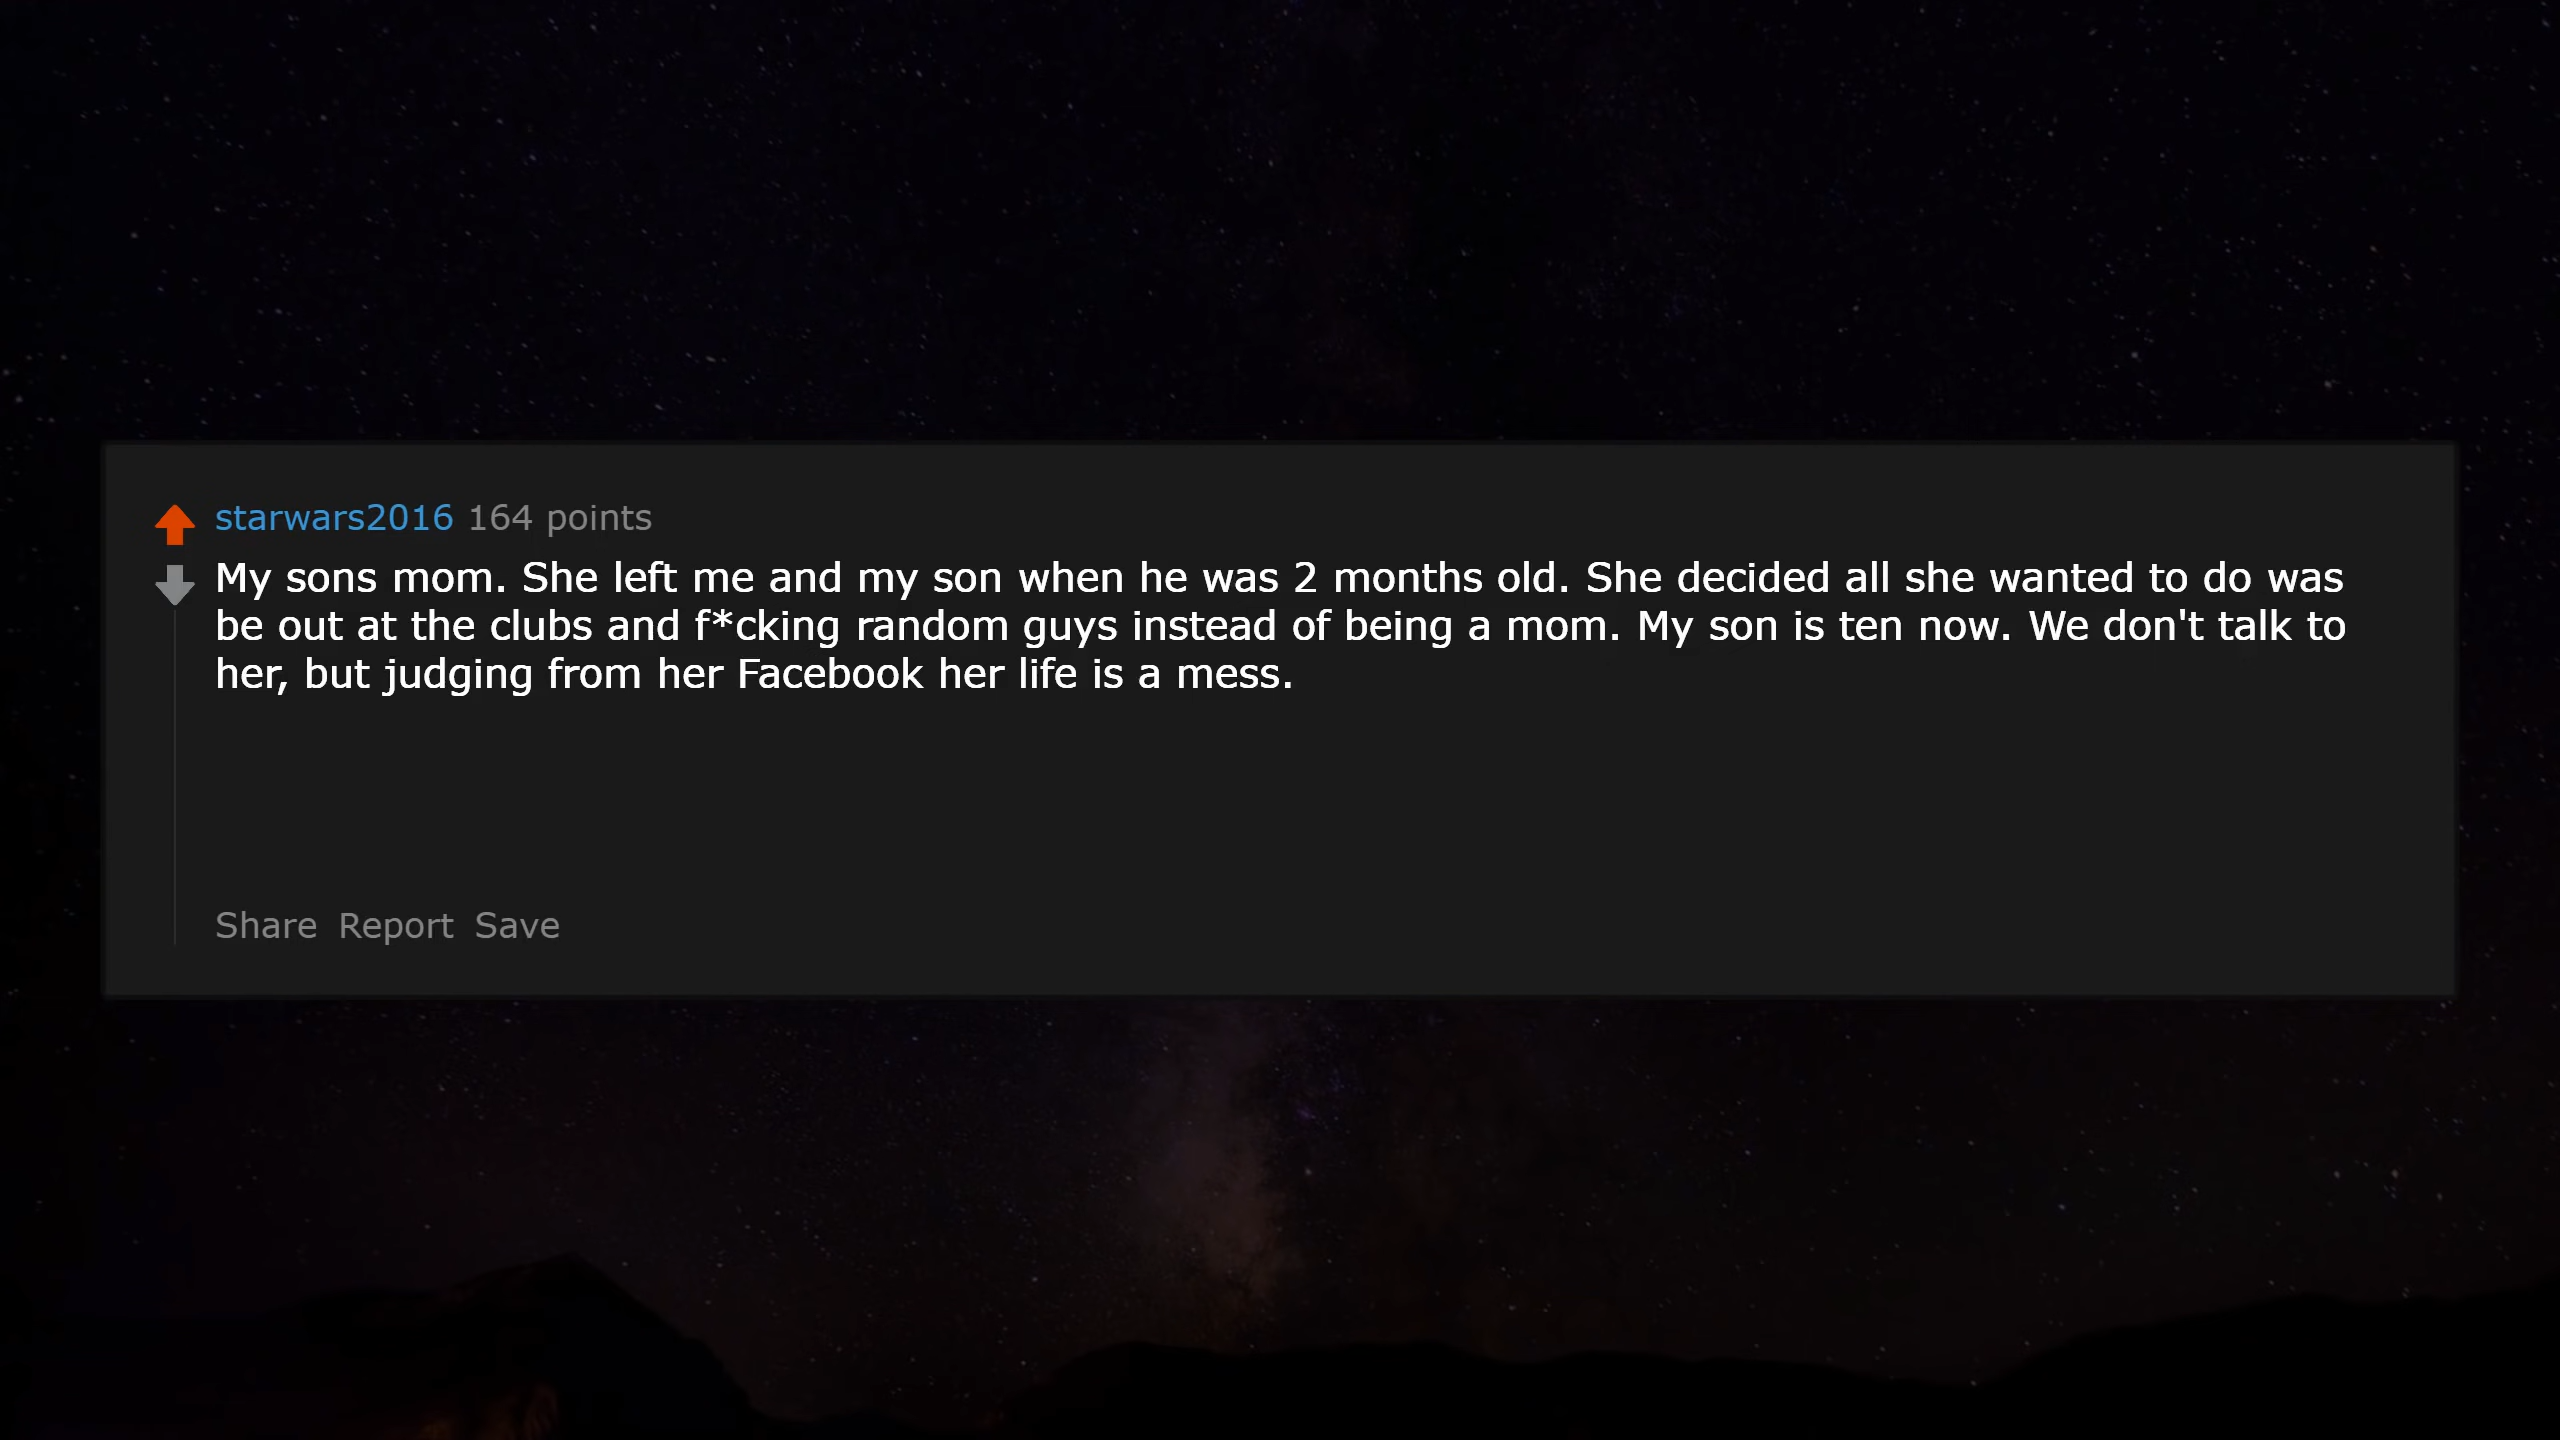 starwars2016 164 points
My sons mom. She left me and my son when he was 2 months old. She decided all she wanted to do was
be out at the clubs and f*cking random guys instead of being a mom. My son is ten now. We don't talk to
her, but judging from her Facebook her life is a mess.
Share Report Save